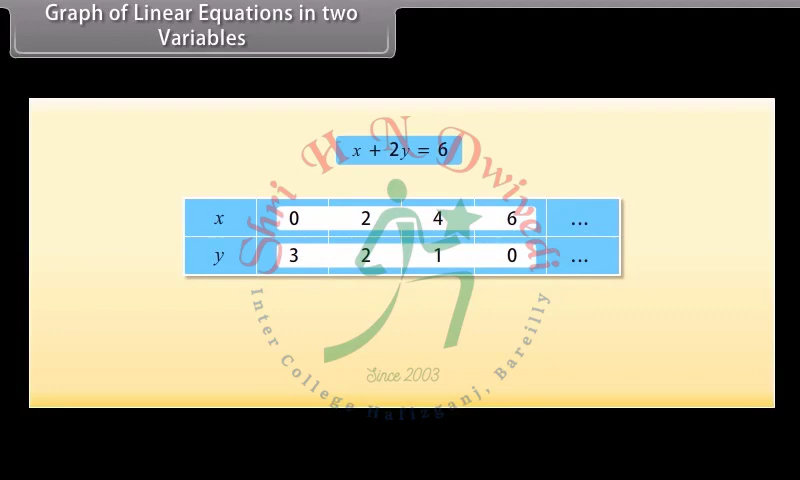 Graph of Linear Equations in two
Variables
x + 2y = 6
x 0 2 4 6 ...
y 3 2 1 0 ...
Shri H N Dwivedi
Since 2003
Inter College Hafizganj, Bareilly